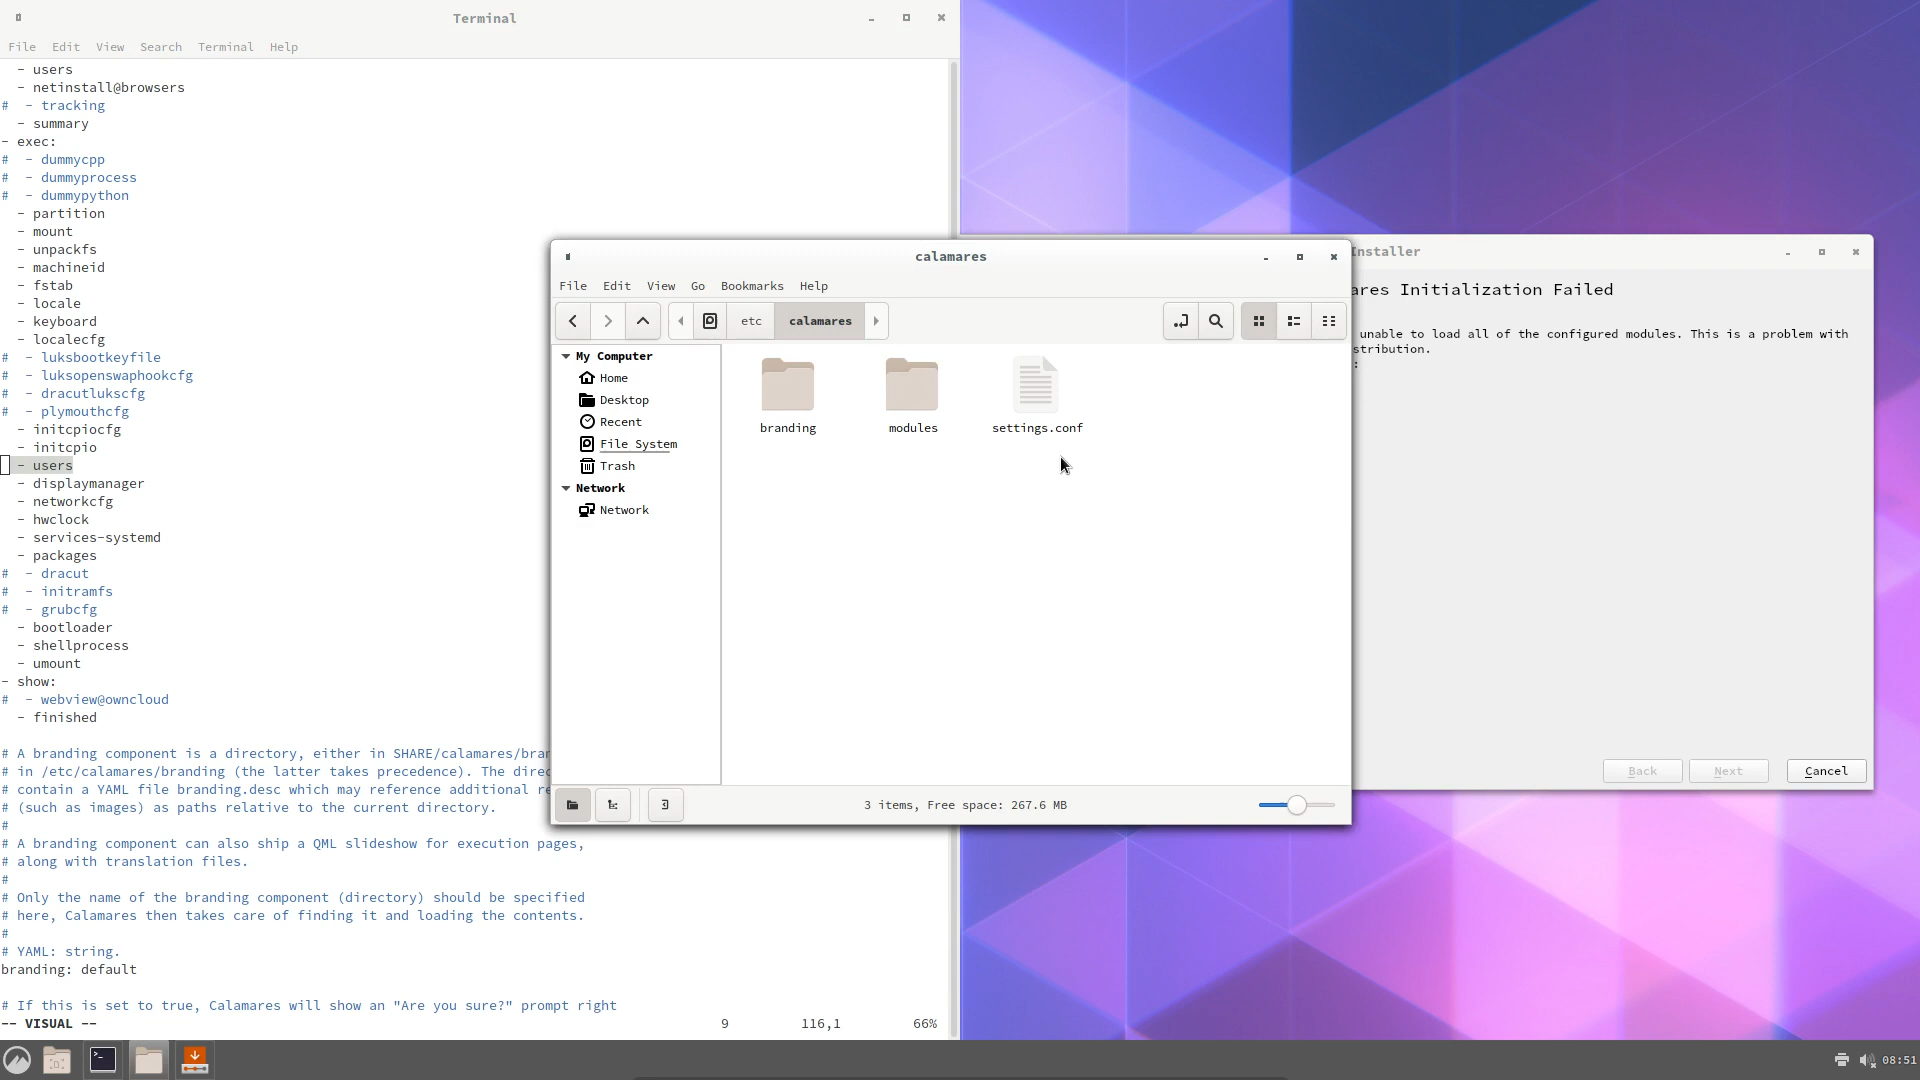 Terminal
File Edit View Search Terminal Help
- users
- netinstall@browsers
# - tracking
- summary
- exec:
# - dummycpp
# - dummyprocess
# - dummypython
- partition
- mount
- unpackfs
- machineid
- fstab
- locale
- keyboard
- localecfg
# - luksbootkeyfile
# - luksopenswaphookcfg
# - dracutlukscfg
# - plymouthcfg
- initcpiocfg
- initcpio
- users
- displaymanager
- networkcfg
- hwclock
- services-systemd
- packages
# - dracut
# - initramfs
# - grubcfg
- bootloader
- shellprocess
- umount
- show:
# - webview@owncloud
- finished
# A branding component is a directory, either in SHARE/calamares/bran
# in /etc/calamares/branding (the latter takes precedence). The direc
# contain a YAML file branding.desc which may reference additional re
# (such as images) as paths relative to the current directory.
#
# A branding component can also ship a QML slideshow for execution pages,
# along with translation files.
#
# Only the name of the branding component (directory) should be specified
# here, Calamares then takes care of finding it and loading the contents.
#
# YAML: string.
branding: default
# If this is set to true, Calamares will show an "Are you sure?" prompt right
-- VISUAL -- 9 116,1 66%
calamares
File Edit View Go Bookmarks Help
etc calamares
My Computer
Home
Desktop
Recent
File System
Trash
Network
Network
branding modules settings.conf
3 items, Free space: 267.6 MB
Installer
ares Initialization Failed
unable to load all of the configured modules. This is a problem with
stribution.
:
Back Next Cancel
08:51